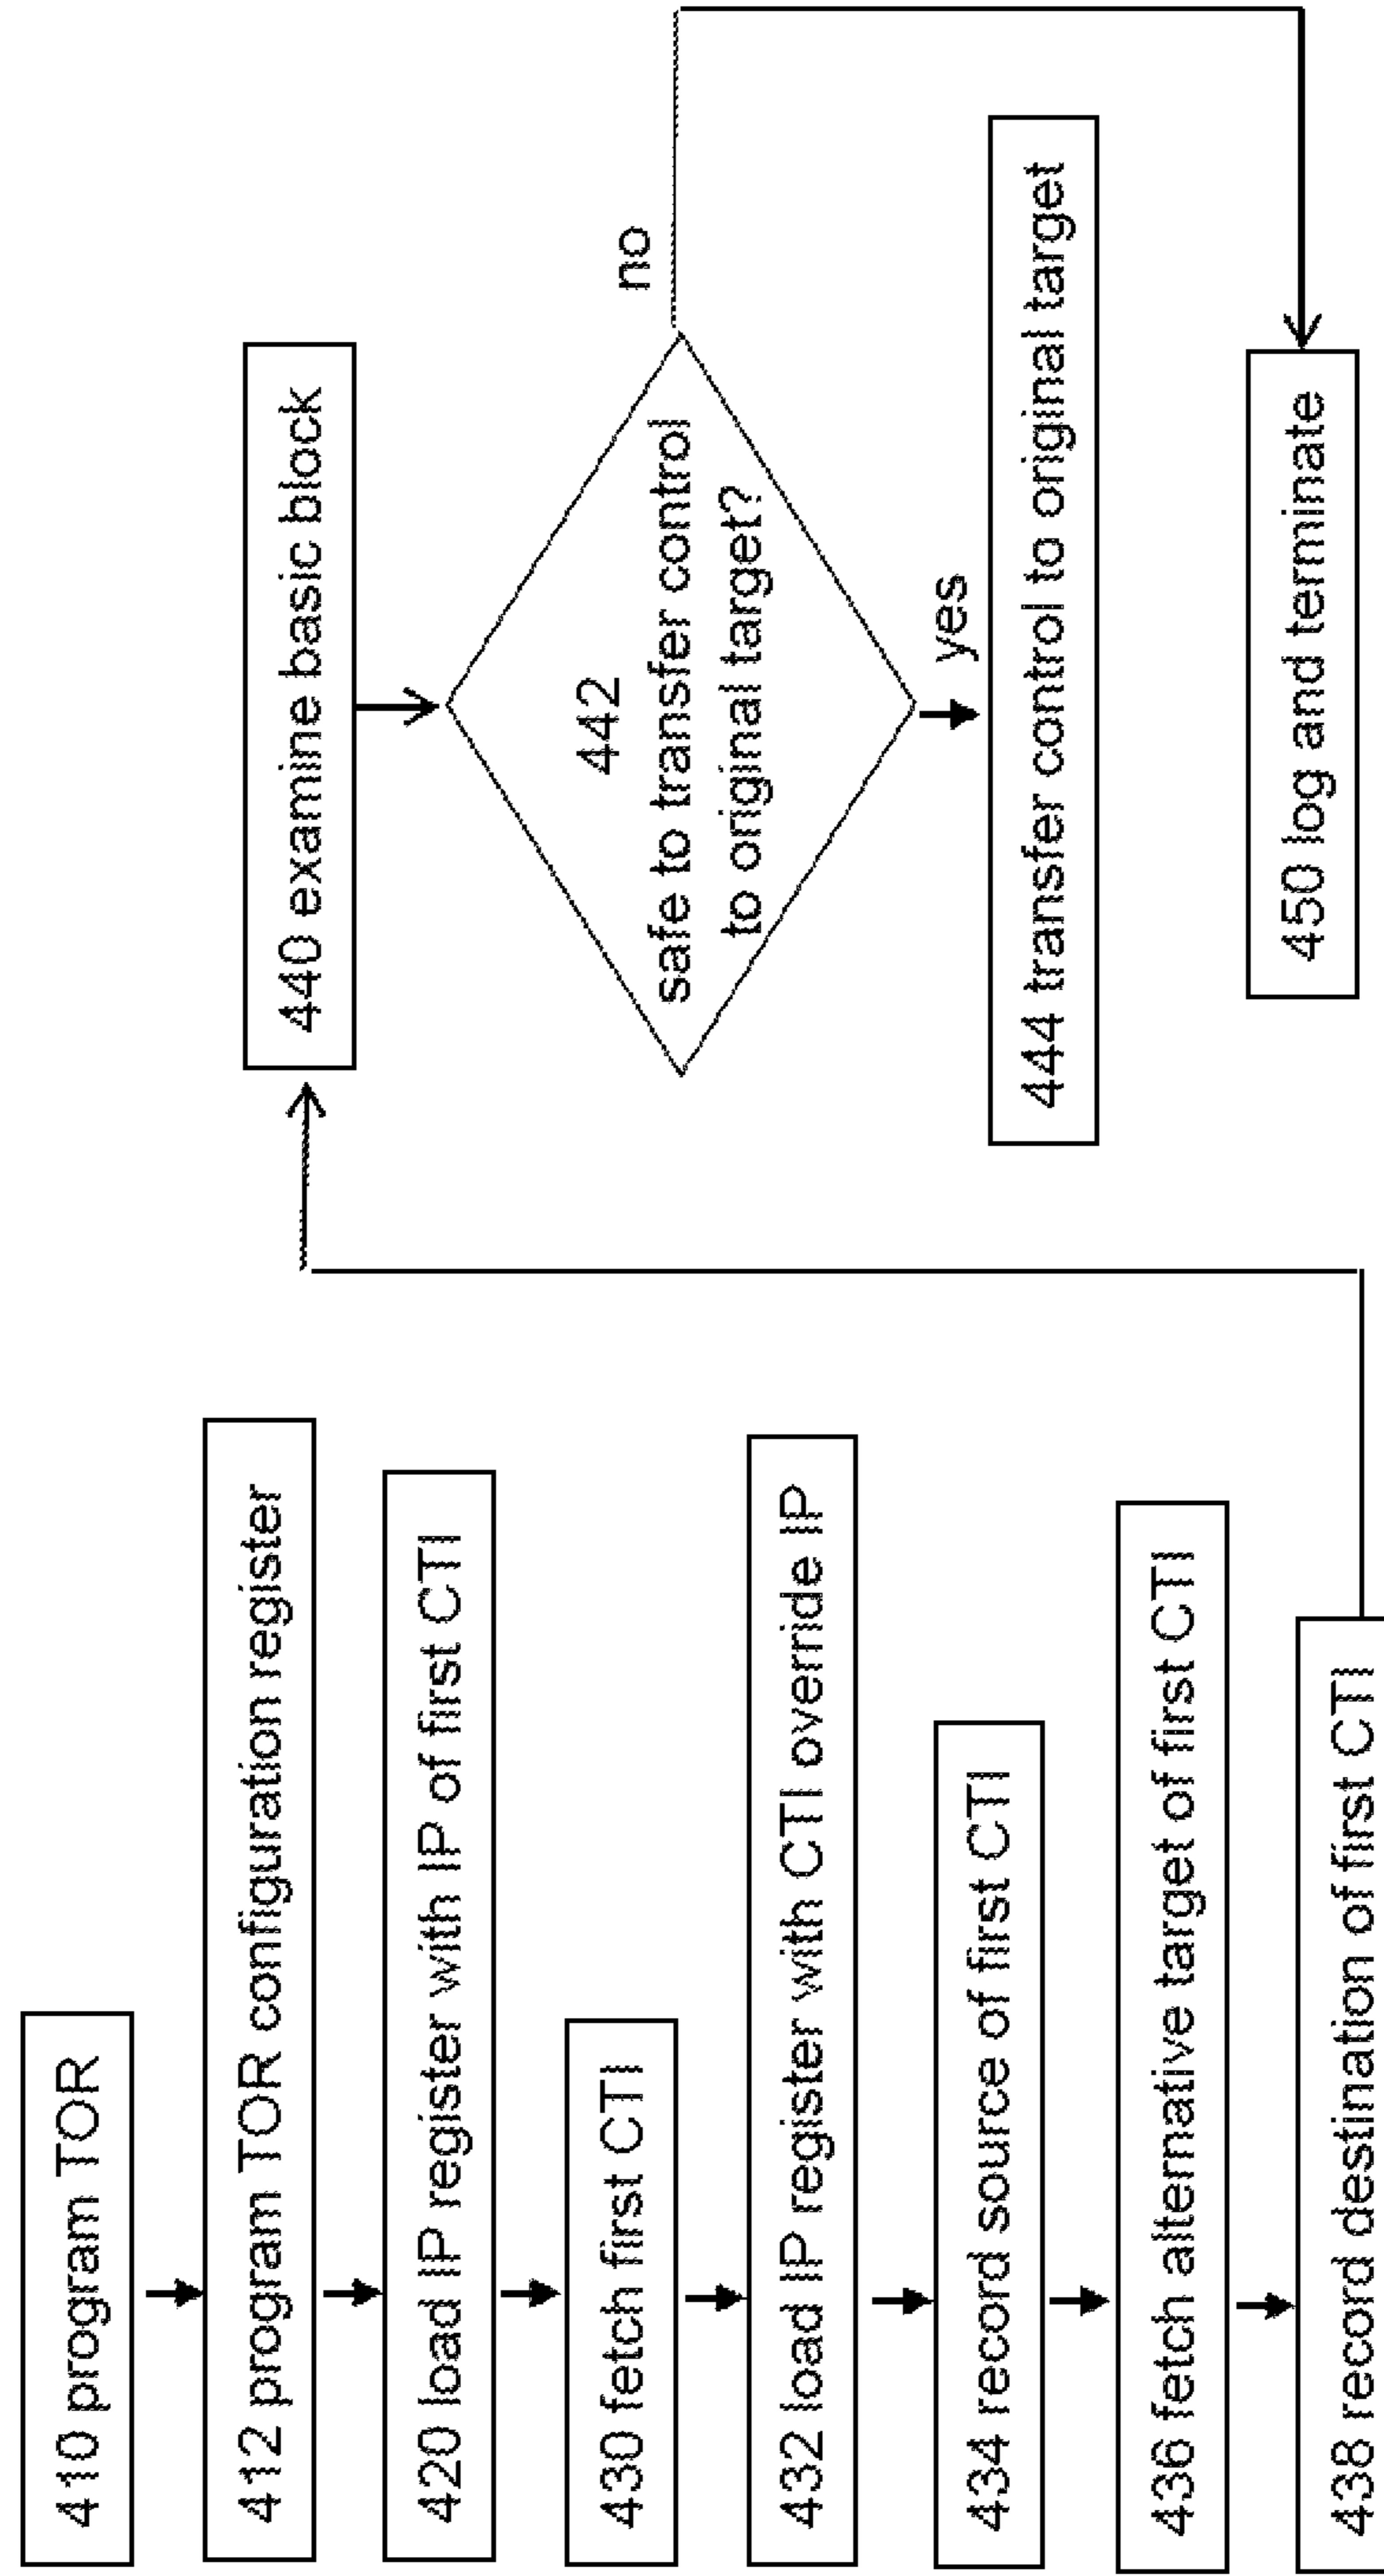 410 program TOR
412 program TOR configuration register
420 load IP register with IP of first CTI
430 fetch first CTI
432 load IP register with CTI override IP
434 record source of first CTI
436 fetch alternative target of first CTI
438 record destination of first CTI
440 examine basic block
442
safe to transfer control
to original target?
no
yes
444 transfer control to original target
450 log and terminate